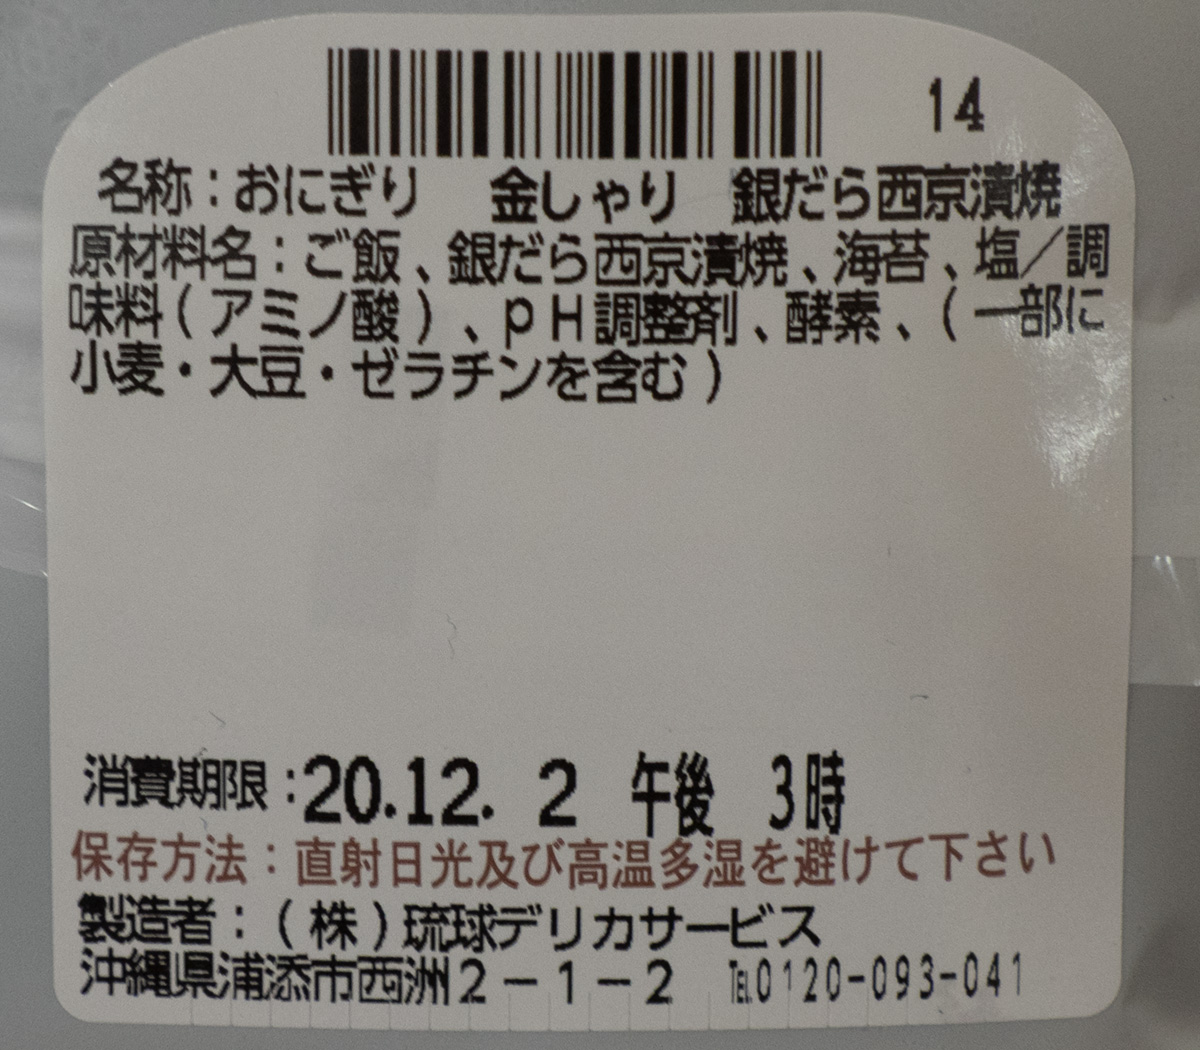 14
名称：おにぎり　金しゃり　銀だら西京漬焼
原材料名：ご飯、銀だら西京漬焼、海苔、塩／調
味料（アミノ酸）、ｐＨ調整剤、酵素、（一部に
小麦・大豆・ゼラチンを含む）
消費期限：20.12. 2 午後 3時
保存方法：直射日光及び高温多湿を避けて下さい
製造者：（株）琉球デリカサービス
沖縄県浦添市西洲２－１－２ ℡0120-093-041